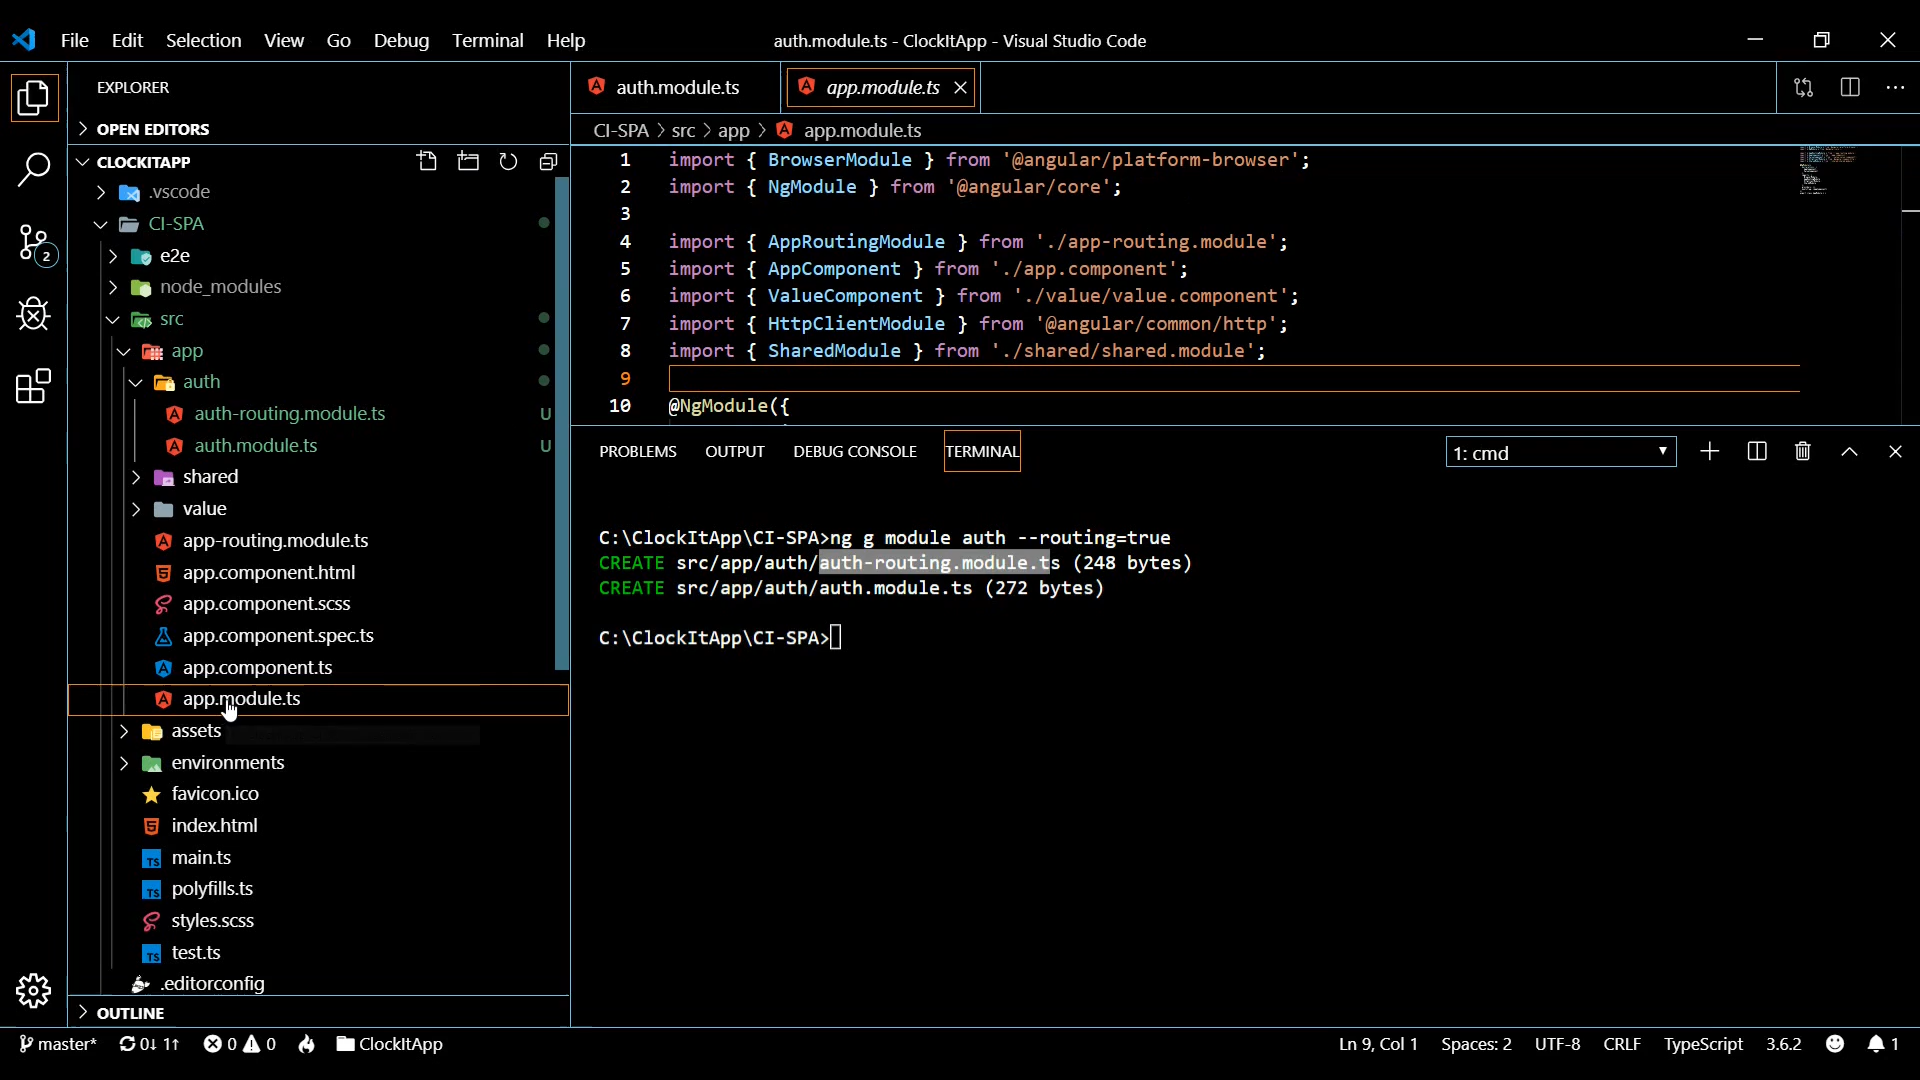 File Edit Selection View Go Debug Terminal Help
auth.module.ts - ClockItApp - Visual Studio Code
EXPLORER
OPEN EDITORS
CLOCKITAPP
.vscode
CI-SPA
e2e
node_modules
src
app
auth
auth-routing.module.ts U
auth.module.ts U
shared
value
app-routing.module.ts
app.component.html
app.component.scss
app.component.spec.ts
app.component.ts
app.module.ts
assets
environments
favicon.ico
index.html
TS main.ts
TS polyfills.ts
styles.scss
TS test.ts
.editorconfig
OUTLINE
2
auth.module.ts
app.module.ts
CI-SPA > src > app > app.module.ts
1 import { BrowserModule } from '@angular/platform-browser';
2 import { NgModule } from '@angular/core';
3
4 import { AppRoutingModule } from './app-routing.module';
5 import { AppComponent } from './app.component';
6 import { ValueComponent } from './value/value.component';
7 import { HttpClientModule } from '@angular/common/http';
8 import { SharedModule } from './shared/shared.module';
9
10 @NgModule({
PROBLEMS OUTPUT DEBUG CONSOLE TERMINAL
1: cmd
C:\ClockItApp\CI-SPA>ng g module auth --routing=true
CREATE src/app/auth/auth-routing.module.ts (248 bytes)
CREATE src/app/auth/auth.module.ts (272 bytes)
C:\ClockItApp\CI-SPA>
master* 0↓ 1↑ 0 0 ClockItApp
Ln 9, Col 1 Spaces: 2 UTF-8 CRLF TypeScript 3.6.2 1